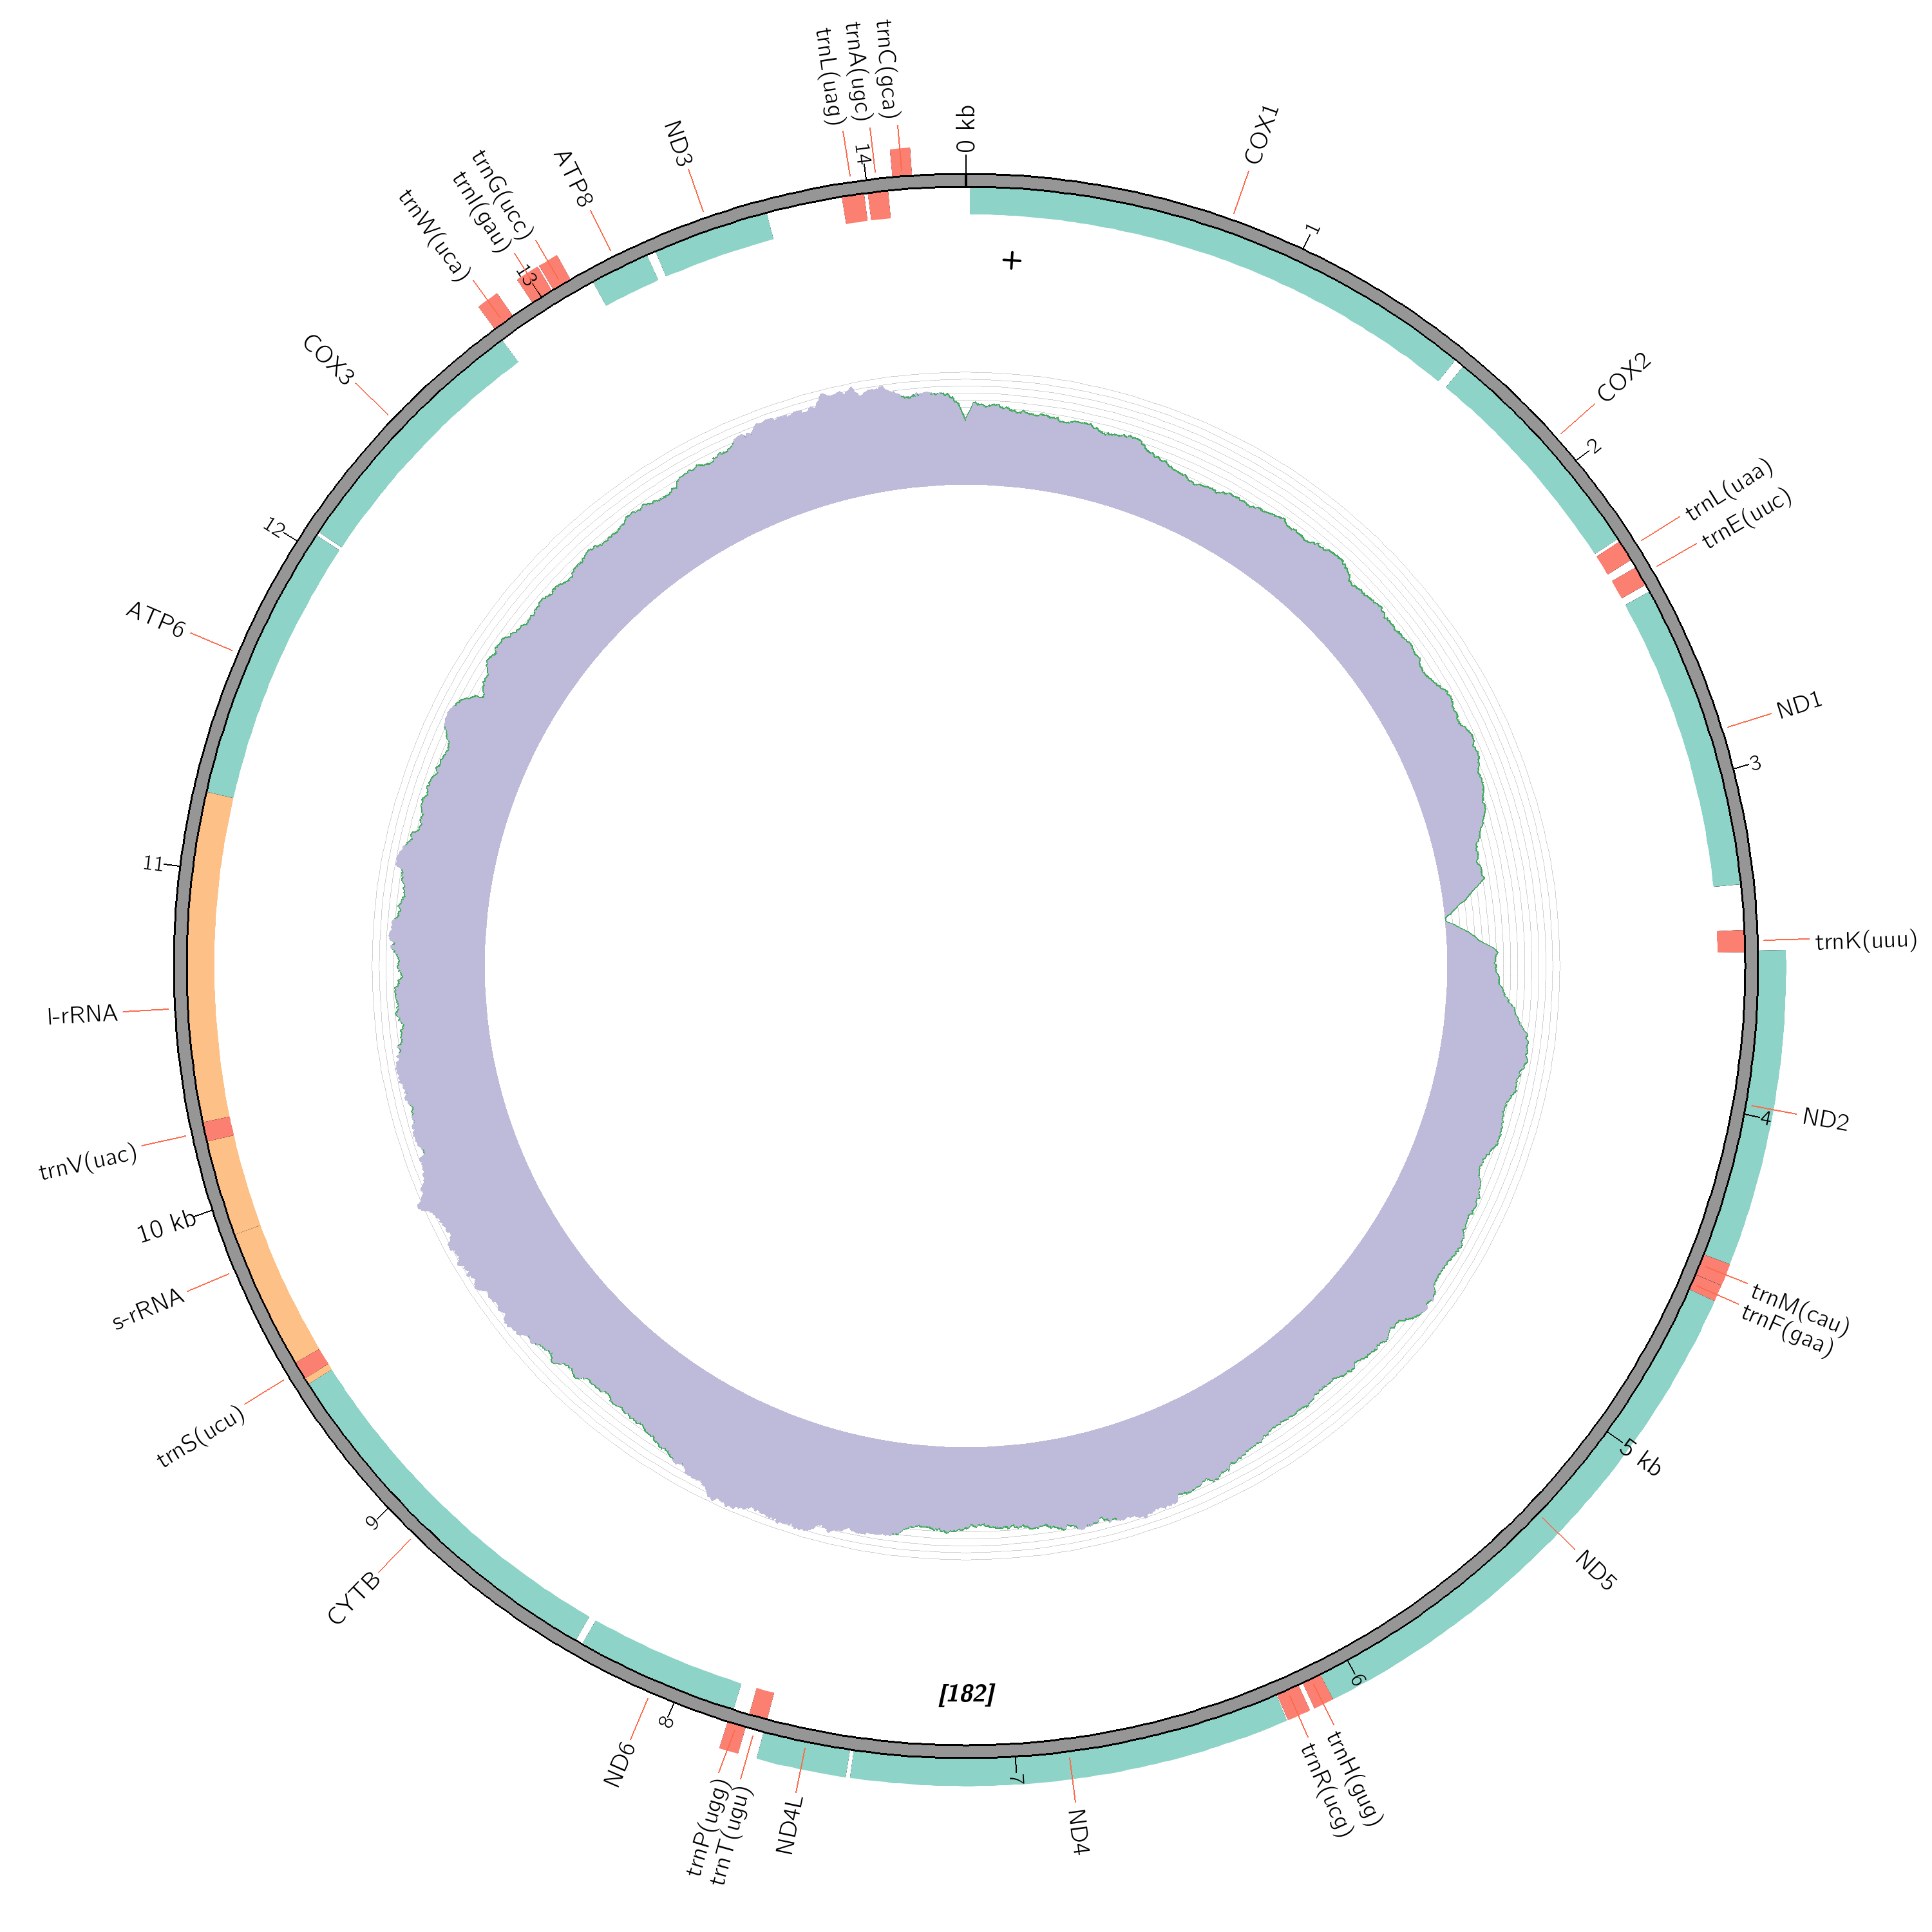 0 kb
COX1
1
COX2
2
trnL(uaa)
trnE(uuc)
ND1
3
trnK(uuu)
ND2
4
trnM(cau)
trnF(gaa)
5 kb
ND5
6
trnH(gug)
trnR(ucg)
ND4
7
ND4L
trnT(ugu)
trnP(ugg)
8
ND6
CYTB
9
trnS(ucu)
s-rRNA
10 kb
trnV(uac)
l-rRNA
11
ATP6
12
COX3
trnW(uca)
13
trnI(gau)
trnG(ucc)
ATP8
ND3
trnL(uag)
14
trnA(ugc)
trnC(gca)
+
[182]